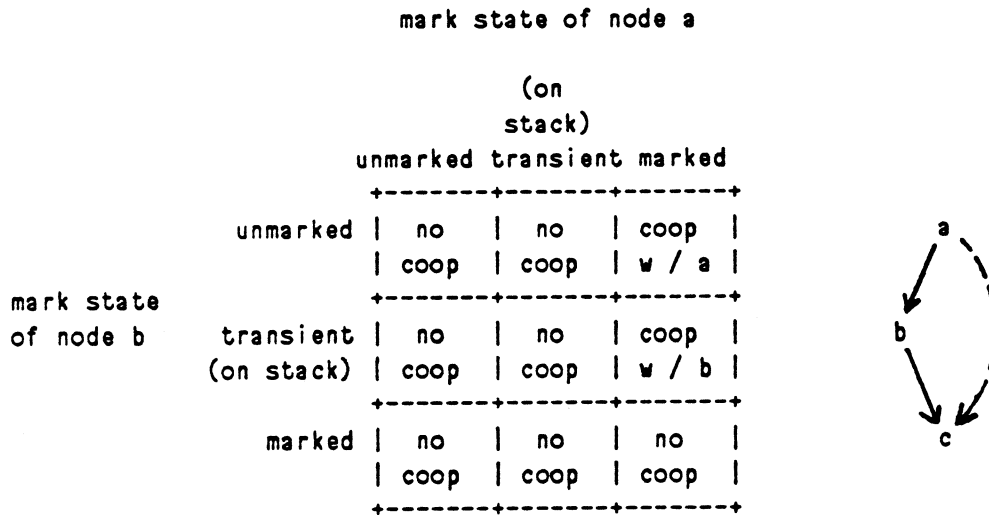 mark state of node a
(on
stack)
unmarked transient marked
+-------+-------+-------+
unmarked | no | no | coop |
| coop | coop | w / a |
+-------+-------+-------+
mark state
of node b
transient | no | no | coop |
(on stack) | coop | coop | w / b |
+-------+-------+-------+
marked | no | no | no |
| coop | coop | coop |
+-------+-------+-------+
a
b
c